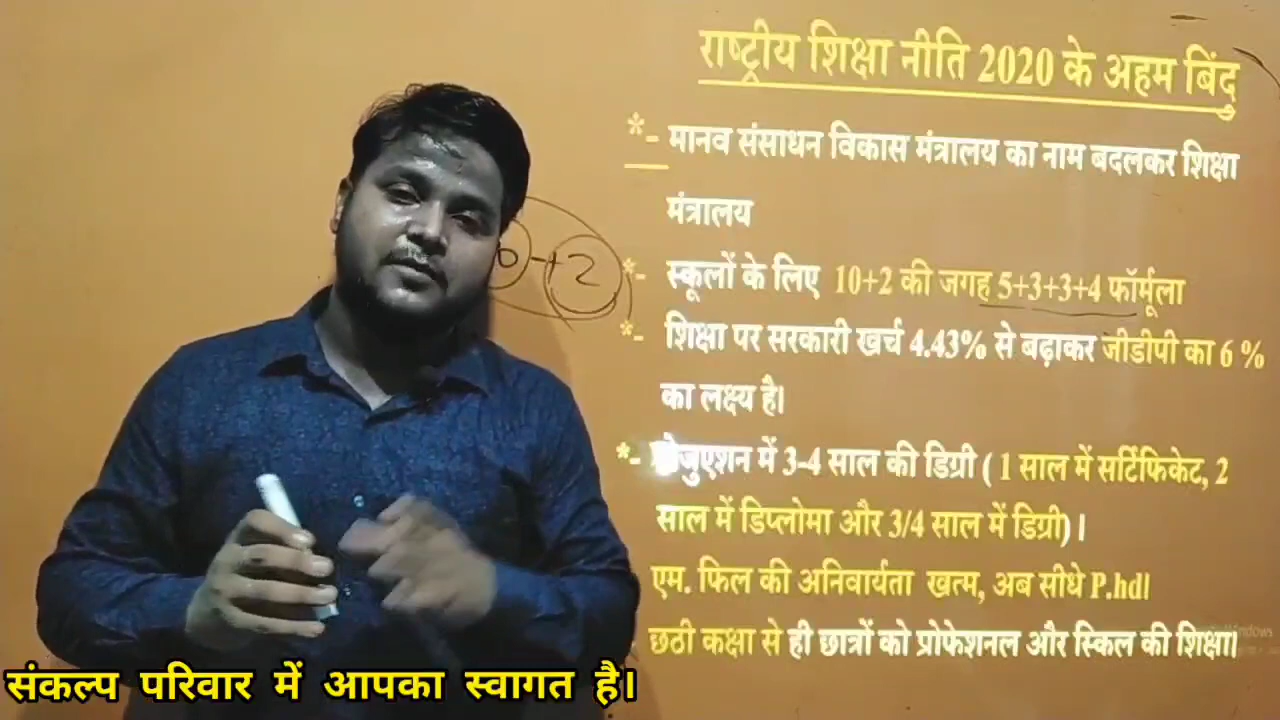 राष्ट्रीय शिक्षा नीति 2020 के अहम बिंदु
*- मानव संसाधन विकास मंत्रालय का नाम बदलकर शिक्षा
मंत्रालय
0+2
*- स्कूलों के लिए 10+2 की जगह 5+3+3+4 फॉर्मूला
*- शिक्षा पर सरकारी खर्च 4.43% से बढ़ाकर जीडीपी का 6 %
का लक्ष्य है।
*- ग्रेजुएशन में 3-4 साल की डिग्री ( 1 साल में सर्टिफिकेट, 2
साल में डिप्लोमा और 3/4 साल में डिग्री) ।
एम. फिल की अनिवार्यता खत्म, अब सीधे P.hd।
छठी कक्षा से ही छात्रों को प्रोफेशनल और स्किल की शिक्षा।
संकल्प परिवार में आपका स्वागत है।